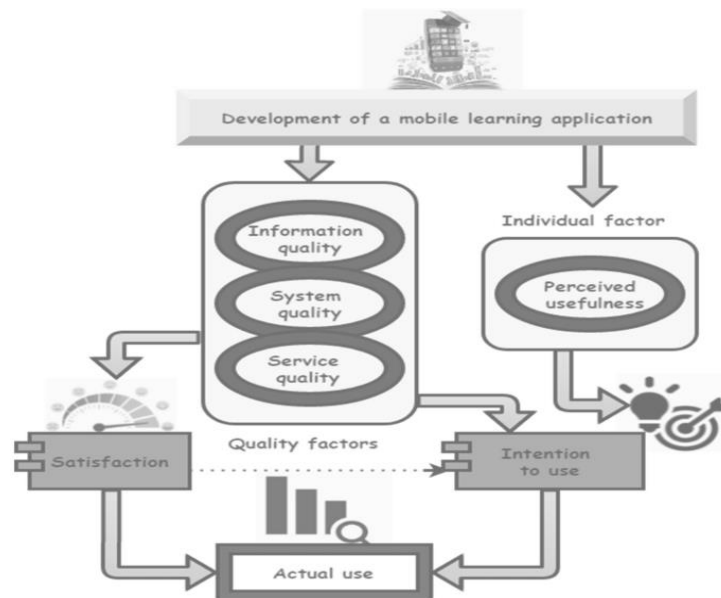 Development of a mobile learning application
Individual factor
Information
quality
System
quality
Service
quality
Perceived
usefulness
Quality factors
Satisfaction
Intention
to use
Actual use